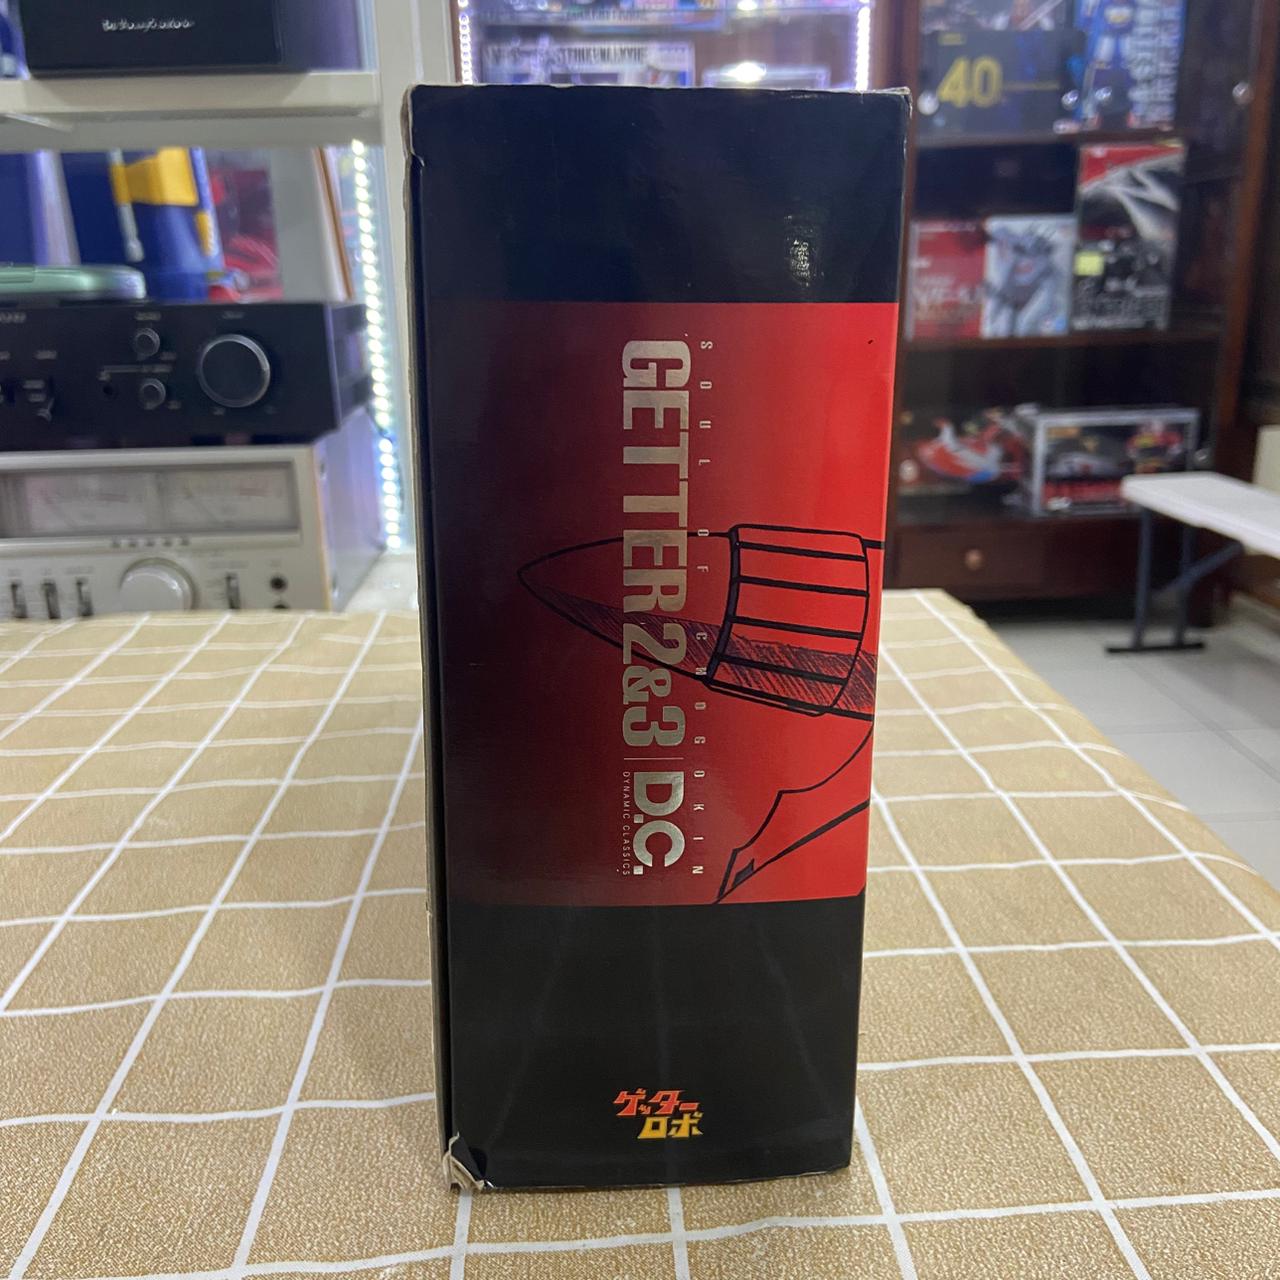 40
SOUL OF CHOGOKIN
GETTER 2&3 | D.C.
DYNAMIC CLASSICS
ゲッター
ロボ